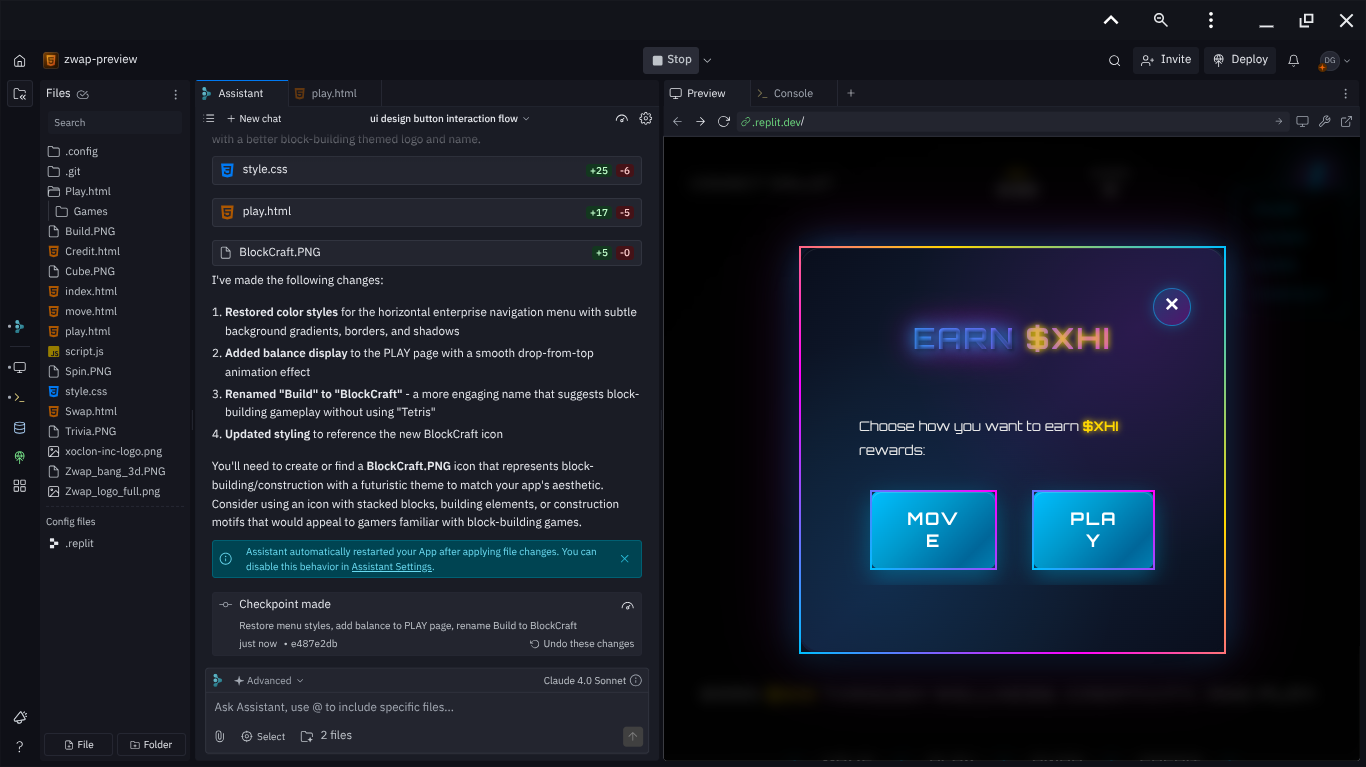 zwap-preview
Stop
Invite
Deploy
DG
Files
Search
.config
.git
Play.html
Games
Build.PNG
Credit.html
Cube.PNG
index.html
move.html
play.html
script.js
Spin.PNG
style.css
Swap.html
Trivia.PNG
xoclon-inc-logo.png
Zwap_bang_3d.PNG
Zwap_logo_full.png
Config files
.replit
File
Folder
Assistant
play.html
New chat
ui design button interaction flow
with a better block-building themed logo and name.
style.css +25 -6
play.html +17 -5
BlockCraft.PNG +5 -0
I've made the following changes:
1. Restored color styles for the horizontal enterprise navigation menu with subtle
background gradients, borders, and shadows
2. Added balance display to the PLAY page with a smooth drop-from-top
animation effect
3. Renamed "Build" to "BlockCraft" - a more engaging name that suggests block-
building gameplay without using "Tetris"
4. Updated styling to reference the new BlockCraft icon
You'll need to create or find a BlockCraft.PNG icon that represents block-
building/construction with a futuristic theme to match your app's aesthetic.
Consider using an icon with stacked blocks, building elements, or construction
motifs that would appeal to gamers familiar with block-building games.
Assistant automatically restarted your App after applying file changes. You can
disable this behavior in Assistant Settings.
Checkpoint made
Restore menu styles, add balance to PLAY page, rename Build to BlockCraft
just now • e487e2db
Undo these changes
Advanced
Claude 4.0 Sonnet
Ask Assistant, use @ to include specific files...
Select
2 files
Preview
Console
.replit.dev/
EARN $XHI
Choose how you want to earn $XHI
rewards:
MOV
E
PLA
Y